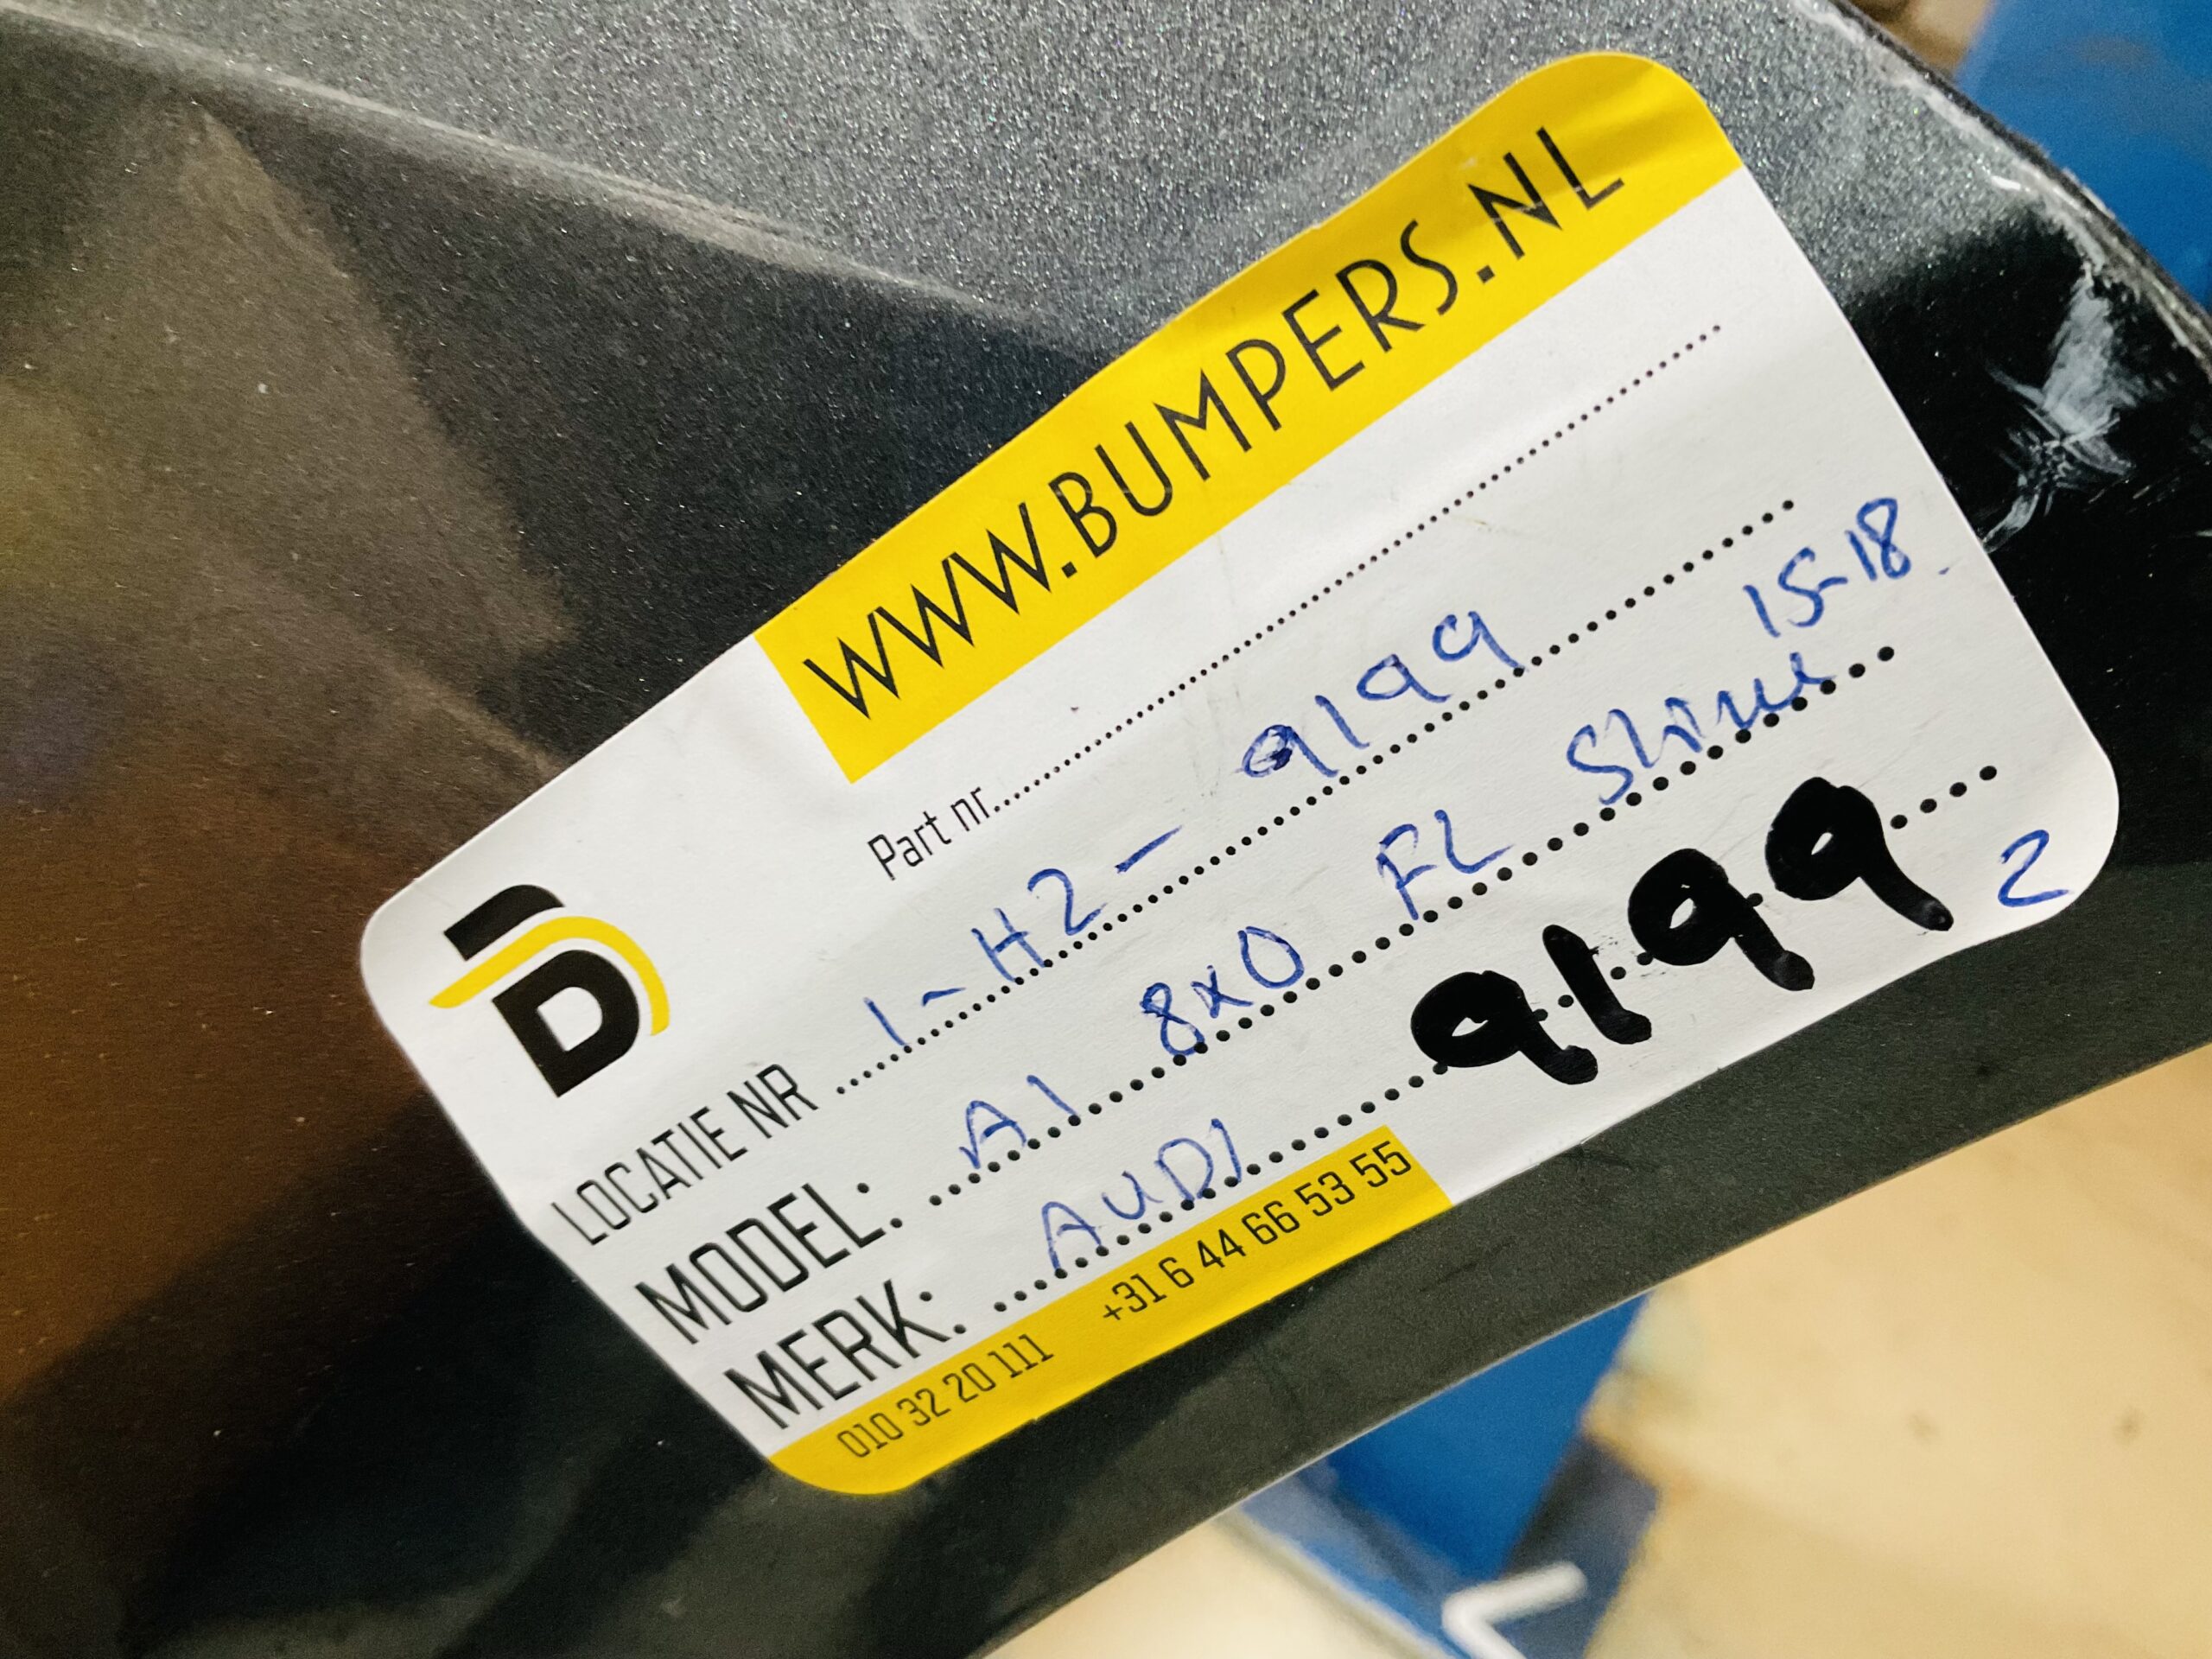 WWW.BUMPERS.NL
Part nr.
LOCATIE NR 1-H2-9199
15-18
MODEL: A1 8X0 FL Sline
MERK: AUDI 9199
2
010 32 20 111 +31 6 44 66 53 55